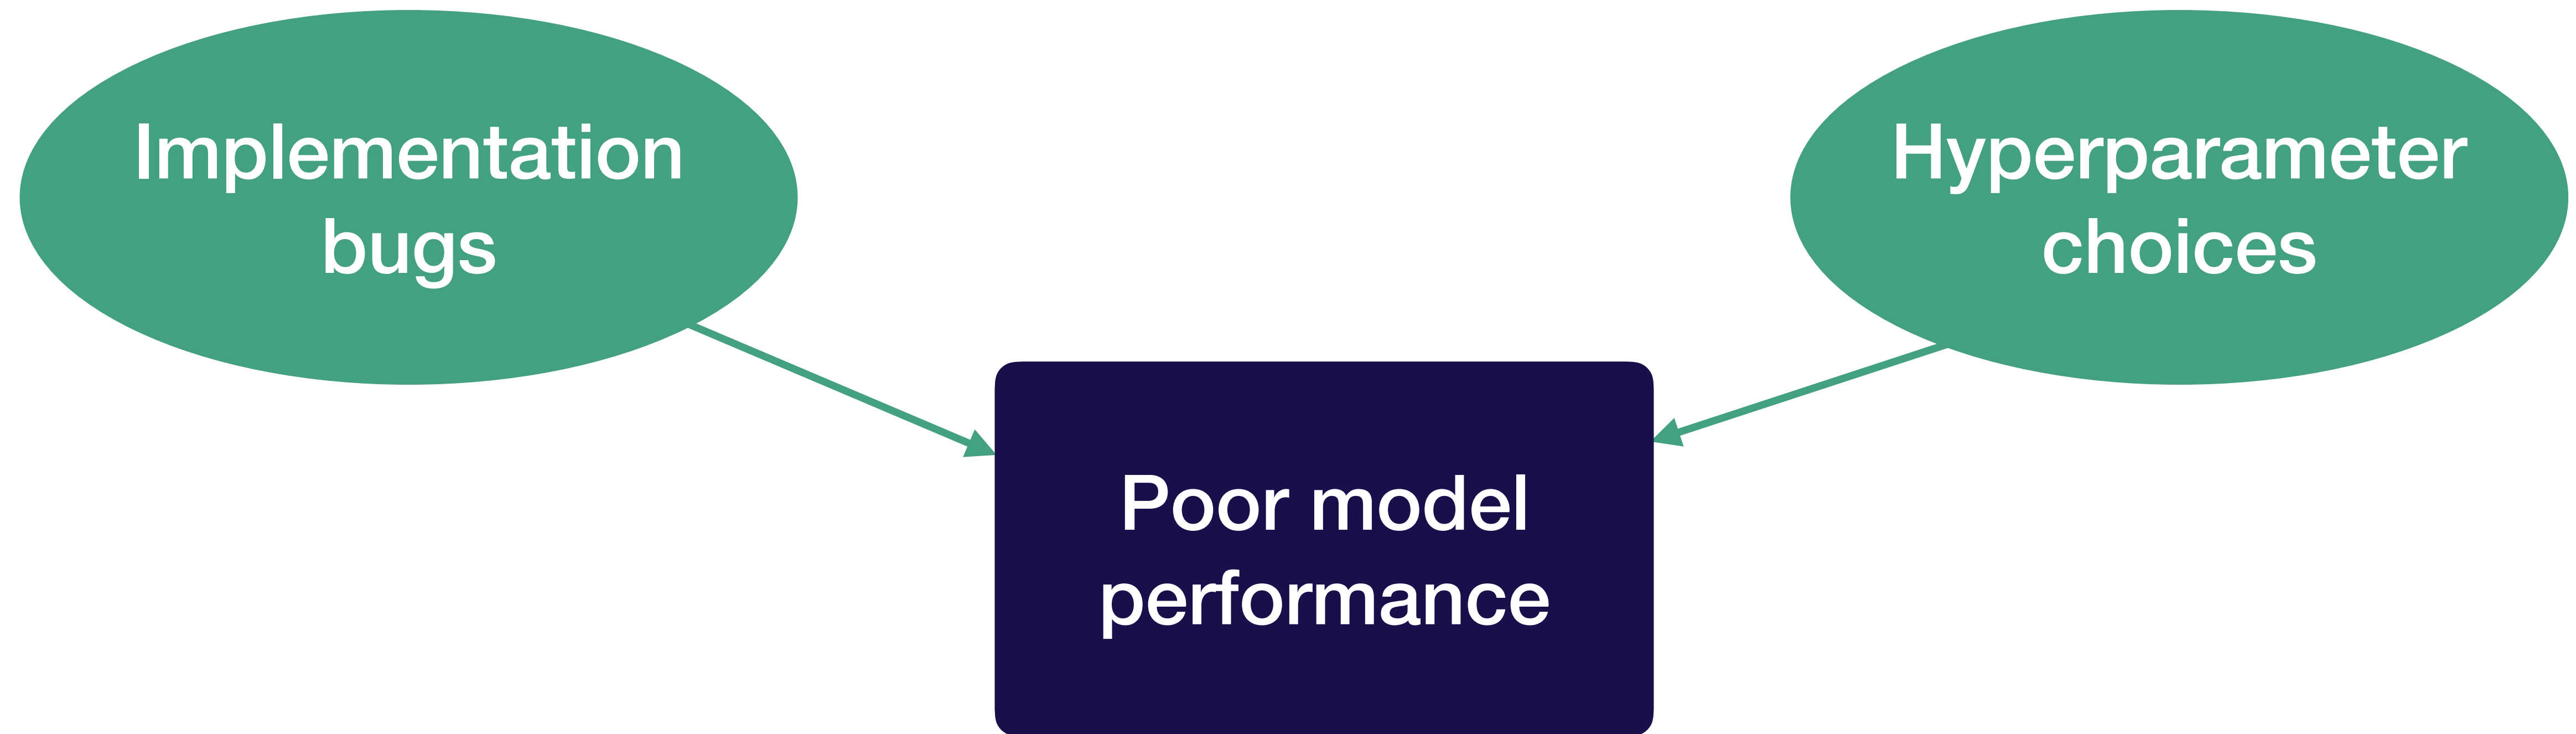 Implementation
bugs
Hyperparameter
choices
Poor model
performance